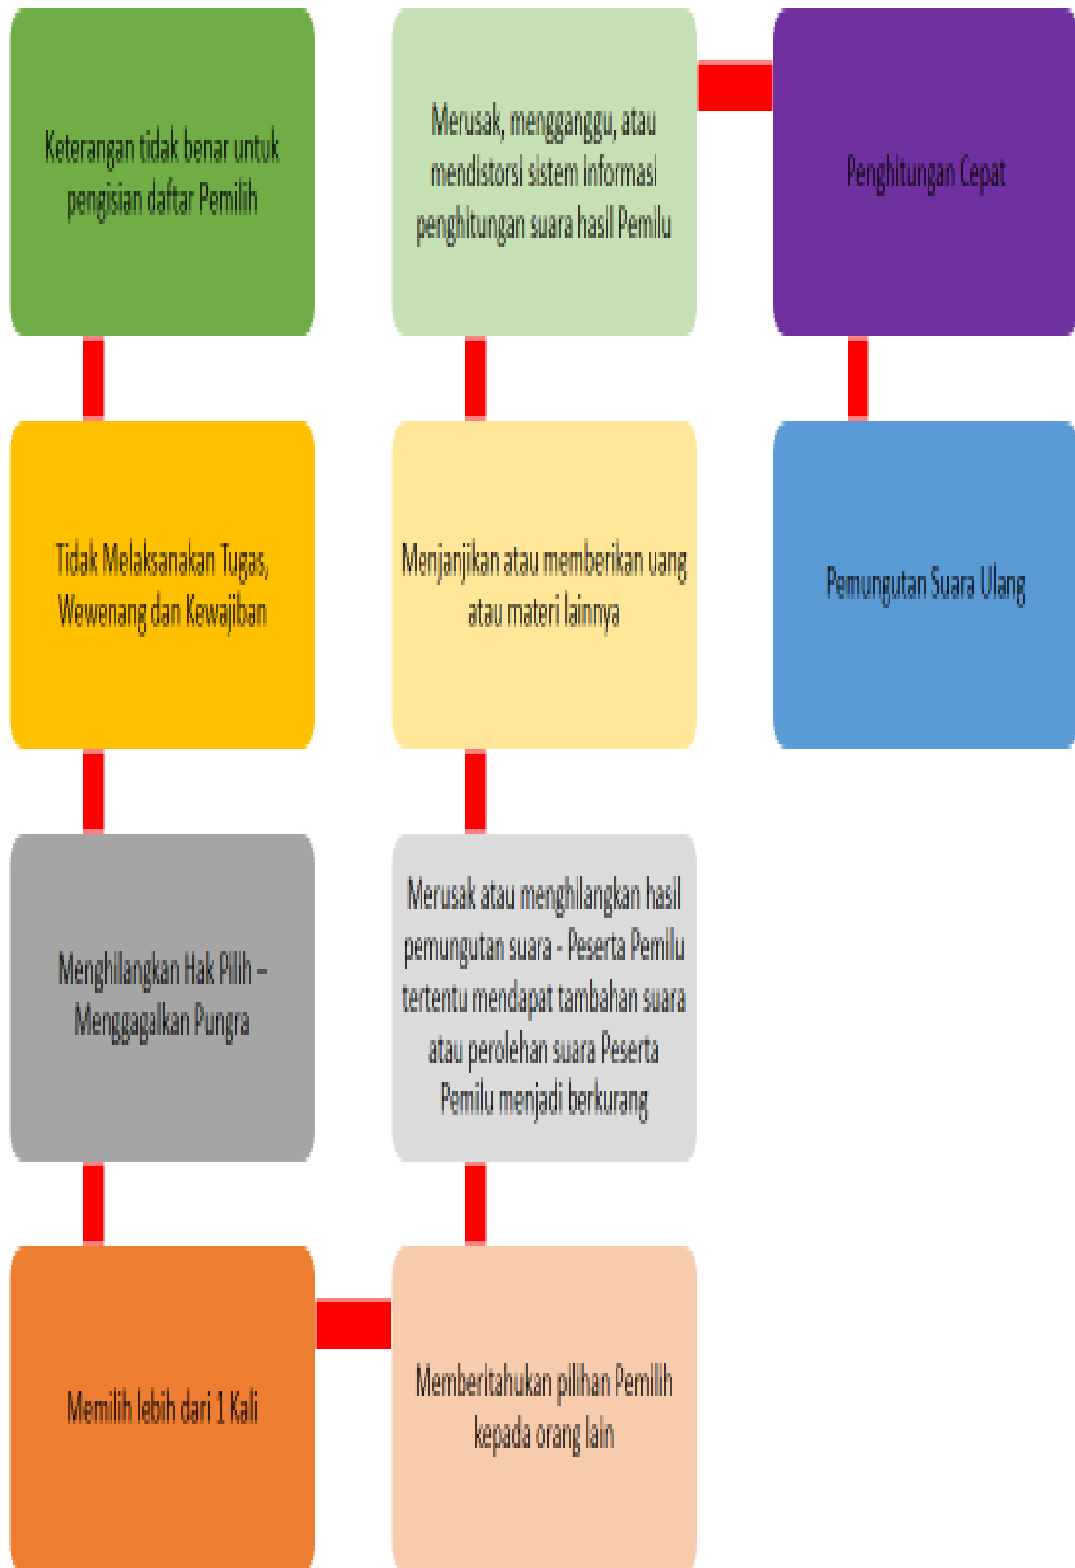 Keterangan tidak benar untuk
pengisian daftar Pemilih
Tidak Melaksanakan Tugas,
Wewenang dan Kewajiban
Menghilangkan Hak Pilih –
Menggagalkan Pungra
Memilih lebih dari 1 Kali
Memberitahukan pilihan Pemilih
kepada orang lain
Merusak atau menghilangkan hasil
pemungutan suara - Peserta Pemilu
tertentu mendapat tambahan suara
atau perolehan suara Peserta
Pemilu menjadi berkurang
Menjanjikan atau memberikan uang
atau materi lainnya
Merusak, mengganggu, atau
mendistorsi sistem informasi
penghitungan suara hasil Pemilu
Penghitungan Cepat
Pemungutan Suara Ulang